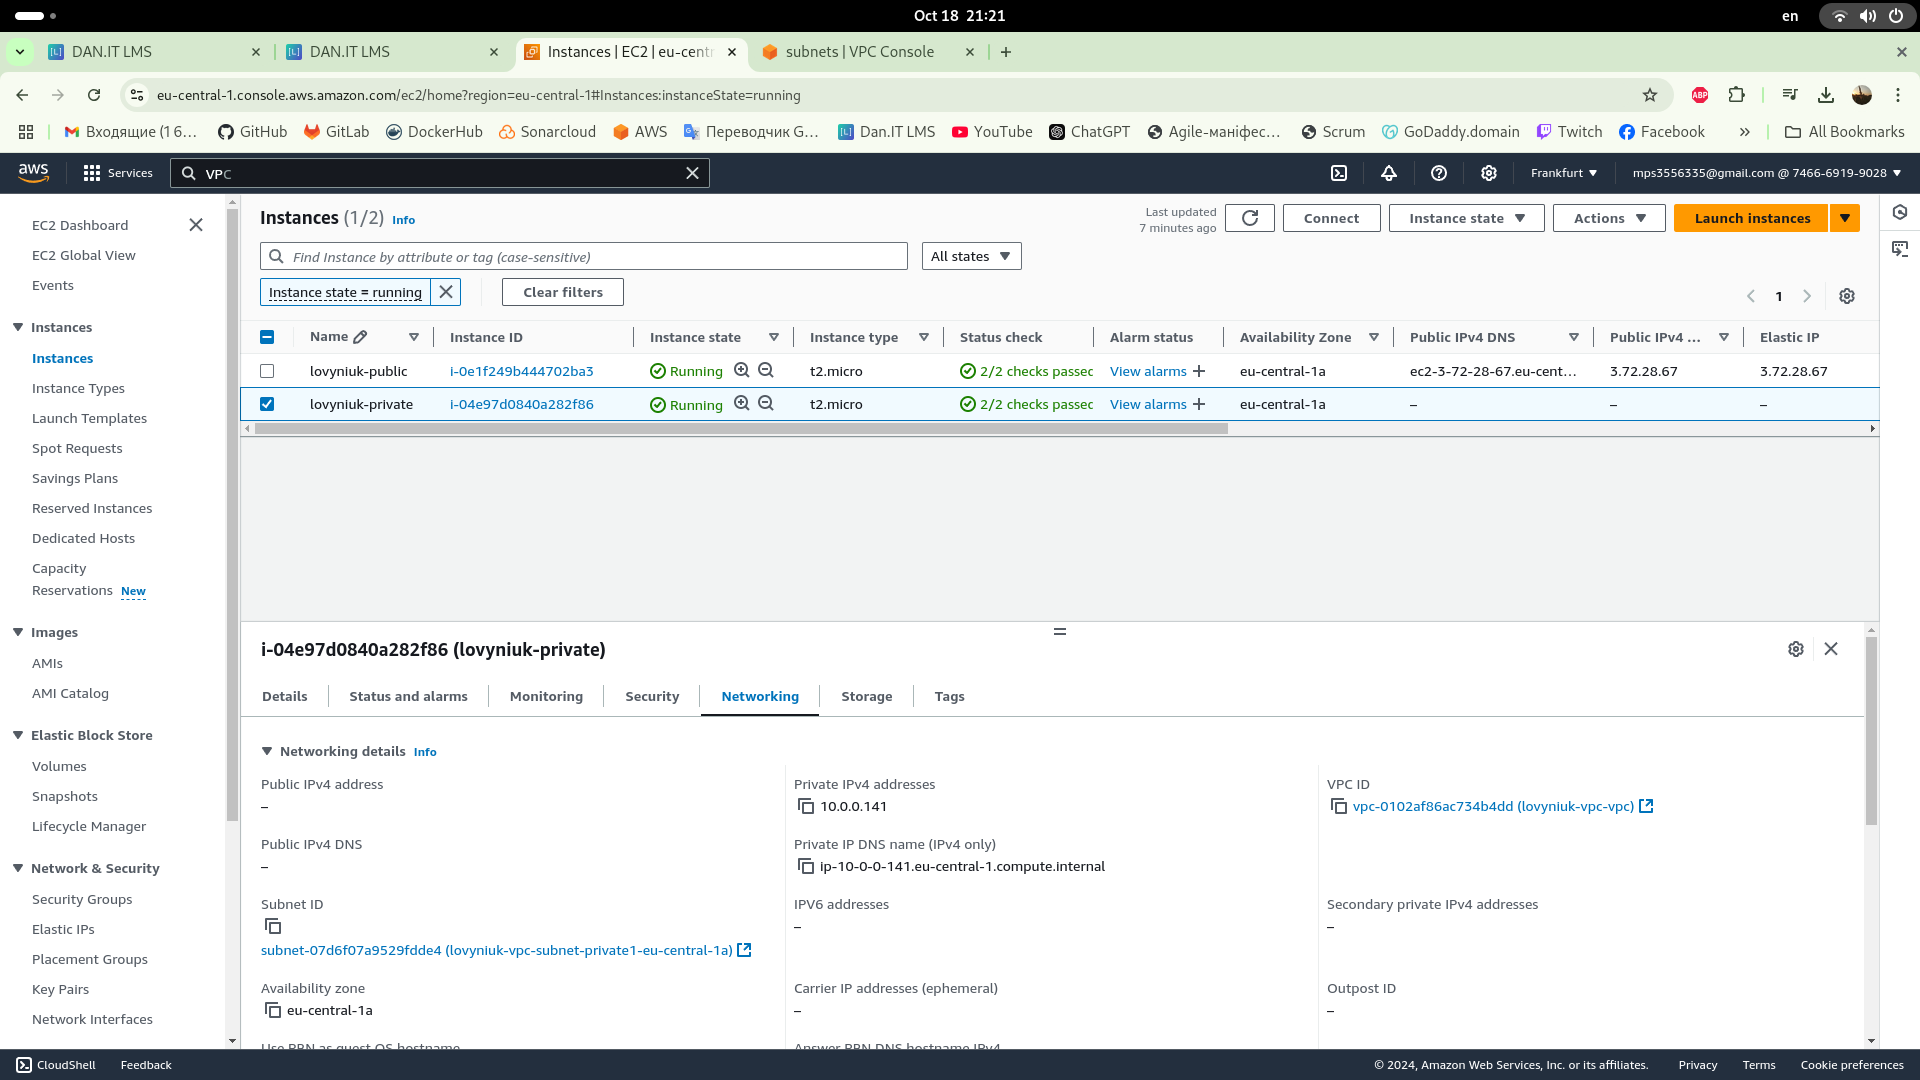 Oct 18 21:21
en
DAN.IT LMS
DAN.IT LMS
Instances | EC2 | eu-centr
subnets | VPC Console
eu-central-1.console.aws.amazon.com/ec2/home?region=eu-central-1#Instances:instanceState=running
ABP
Входящие (1 6…
GitHub
GitLab
DockerHub
Sonarcloud
AWS
Переводчик G…
Dan.IT LMS
YouTube
ChatGPT
Agile-маніфес…
Scrum
GoDaddy.domain
Twitch
Facebook
All Bookmarks
aws
Services
VPC
Frankfurt
mps3556335@gmail.com @ 7466-6919-9028
EC2 Dashboard
EC2 Global View
Events
Instances
Instances
Instance Types
Launch Templates
Spot Requests
Savings Plans
Reserved Instances
Dedicated Hosts
Capacity
Reservations New
Images
AMIs
AMI Catalog
Elastic Block Store
Volumes
Snapshots
Lifecycle Manager
Network & Security
Security Groups
Elastic IPs
Placement Groups
Key Pairs
Network Interfaces
Instances (1/2) Info
Last updated
7 minutes ago
Connect
Instance state
Actions
Launch instances
Find Instance by attribute or tag (case-sensitive)
All states
Instance state = running
Clear filters
1
Name Instance ID Instance state Instance type Status check Alarm status Availability Zone Public IPv4 DNS Public IPv4 ... Elastic IP
lovyniuk-public i-0e1f249b444702ba3 Running t2.micro 2/2 checks passec View alarms eu-central-1a ec2-3-72-28-67.eu-cent… 3.72.28.67 3.72.28.67
lovyniuk-private i-04e97d0840a282f86 Running t2.micro 2/2 checks passec View alarms eu-central-1a – – –
i-04e97d0840a282f86 (lovyniuk-private)
Details
Status and alarms
Monitoring
Security
Networking
Storage
Tags
Networking details Info
Public IPv4 address
–
Private IPv4 addresses
10.0.0.141
VPC ID
vpc-0102af86ac734b4dd (lovyniuk-vpc-vpc)
Public IPv4 DNS
–
Private IP DNS name (IPv4 only)
ip-10-0-0-141.eu-central-1.compute.internal
Subnet ID
subnet-07d6f07a9529fdde4 (lovyniuk-vpc-subnet-private1-eu-central-1a)
IPV6 addresses
–
Secondary private IPv4 addresses
–
Availability zone
eu-central-1a
Carrier IP addresses (ephemeral)
–
Outpost ID
–
Use RBN as guest OS hostname
Answer RBN DNS hostname IPv4
CloudShell
Feedback
© 2024, Amazon Web Services, Inc. or its affiliates.
Privacy
Terms
Cookie preferences